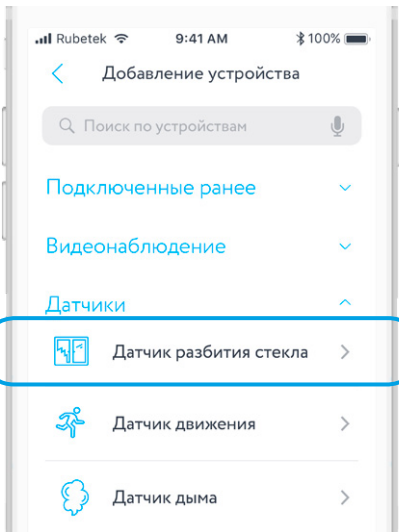 Rubetek 9:41 AM 100%
Добавление устройства
Поиск по устройствам
Подключенные ранее
Видеонаблюдение
Датчики
Датчик разбития стекла
Датчик движения
Датчик дыма